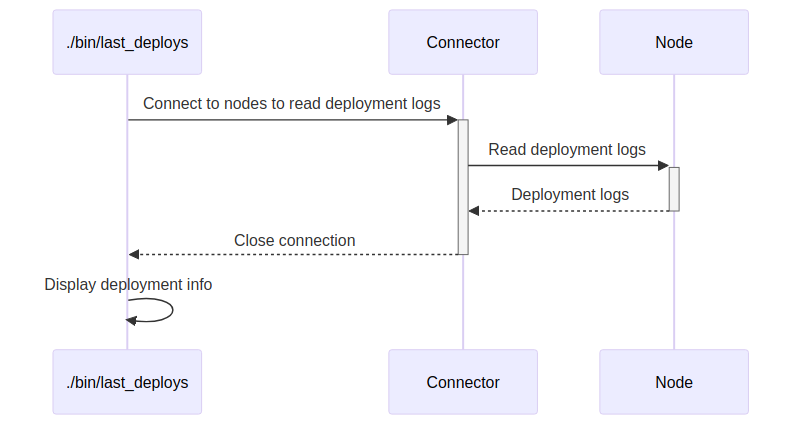 ./bin/last_deploys
Connector
Node
Connect to nodes to read deployment logs
Read deployment logs
Deployment logs
Close connection
Display deployment info
./bin/last_deploys
Connector
Node